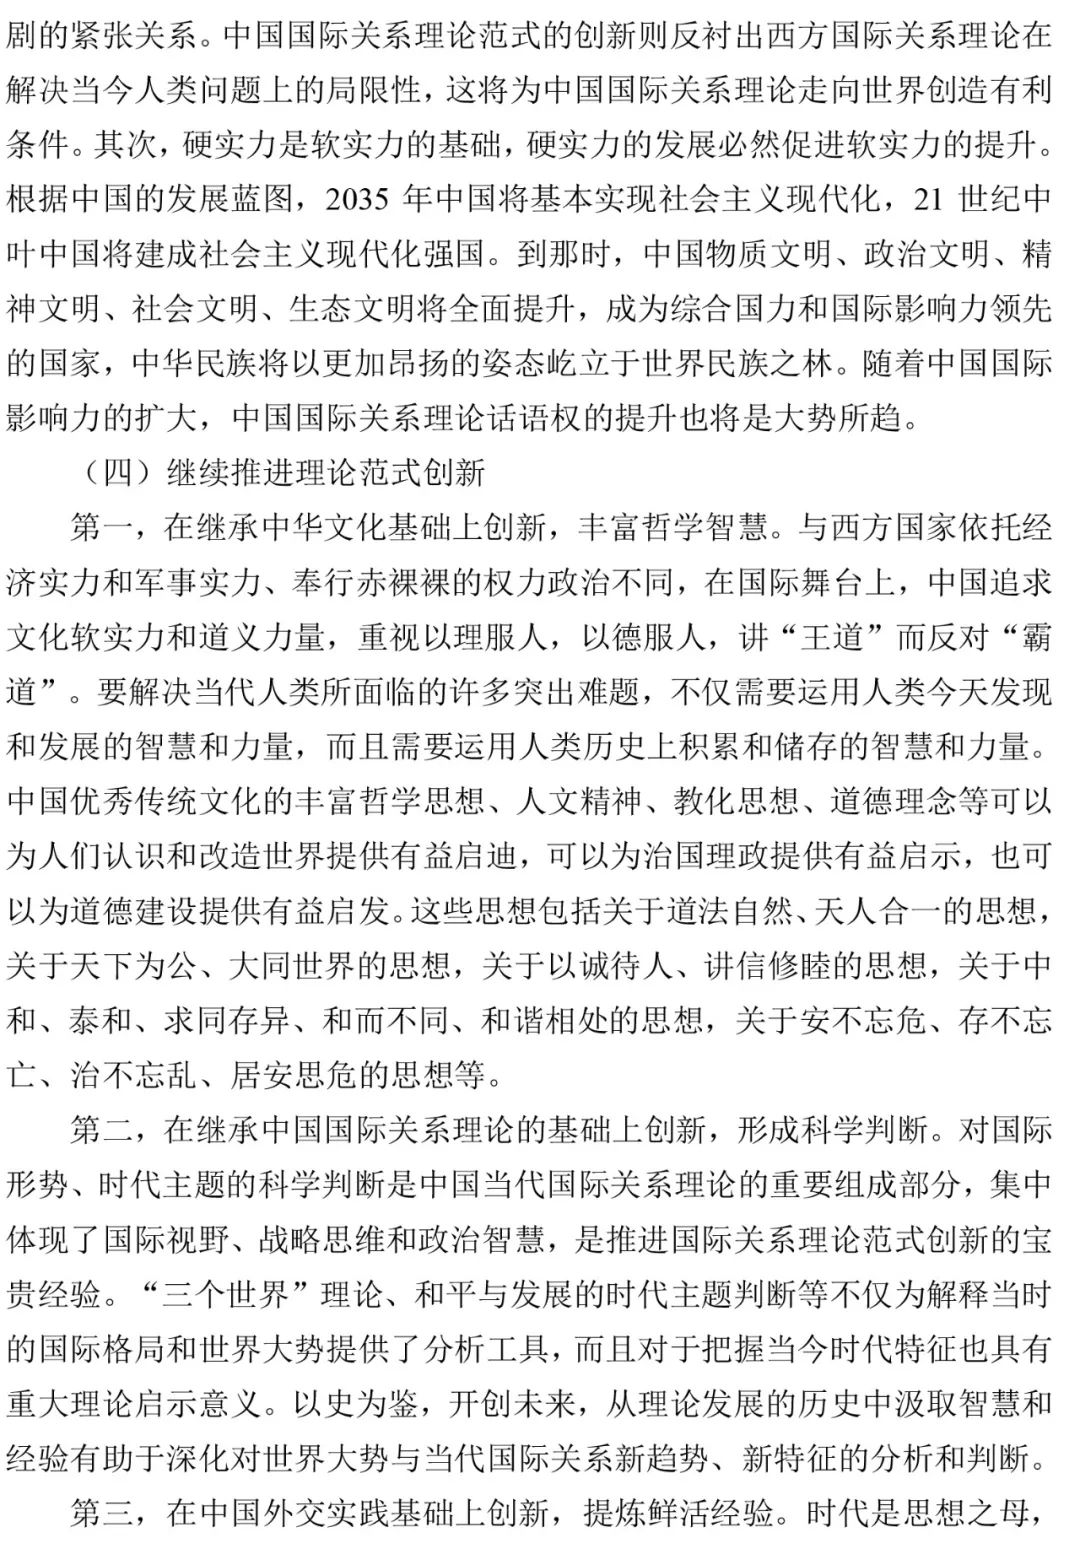 剧的紧张关系。中国国际关系理论范式的创新则反衬出西方国际关系理论在
解决当今人类问题上的局限性，这将为中国国际关系理论走向世界创造有利
条件。其次，硬实力是软实力的基础，硬实力的发展必然促进软实力的提升。
根据中国的发展蓝图，2035 年中国将基本实现社会主义现代化，21 世纪中
叶中国将建成社会主义现代化强国。到那时，中国物质文明、政治文明、精
神文明、社会文明、生态文明将全面提升，成为综合国力和国际影响力领先
的国家，中华民族将以更加昂扬的姿态屹立于世界民族之林。随着中国国际
影响力的扩大，中国国际关系理论话语权的提升也将是大势所趋。
（四）继续推进理论范式创新
第一，在继承中华文化基础上创新，丰富哲学智慧。与西方国家依托经
济实力和军事实力、奉行赤裸裸的权力政治不同，在国际舞台上，中国追求
文化软实力和道义力量，重视以理服人，以德服人，讲“王道”而反对“霸
道”。要解决当代人类所面临的许多突出难题，不仅需要运用人类今天发现
和发展的智慧和力量，而且需要运用人类历史上积累和储存的智慧和力量。
中国优秀传统文化的丰富哲学思想、人文精神、教化思想、道德理念等可以
为人们认识和改造世界提供有益启迪，可以为治国理政提供有益启示，也可
以为道德建设提供有益启发。这些思想包括关于道法自然、天人合一的思想，
关于天下为公、大同世界的思想，关于以诚待人、讲信修睦的思想，关于中
和、泰和、求同存异、和而不同、和谐相处的思想，关于安不忘危、存不忘
亡、治不忘乱、居安思危的思想等。
第二，在继承中国国际关系理论的基础上创新，形成科学判断。对国际
形势、时代主题的科学判断是中国当代国际关系理论的重要组成部分，集中
体现了国际视野、战略思维和政治智慧，是推进国际关系理论范式创新的宝
贵经验。“三个世界”理论、和平与发展的时代主题判断等不仅为解释当时
的国际格局和世界大势提供了分析工具，而且对于把握当今时代特征也具有
重大理论启示意义。以史为鉴，开创未来，从理论发展的历史中汲取智慧和
经验有助于深化对世界大势与当代国际关系新趋势、新特征的分析和判断。
第三，在中国外交实践基础上创新，提炼鲜活经验。时代是思想之母，